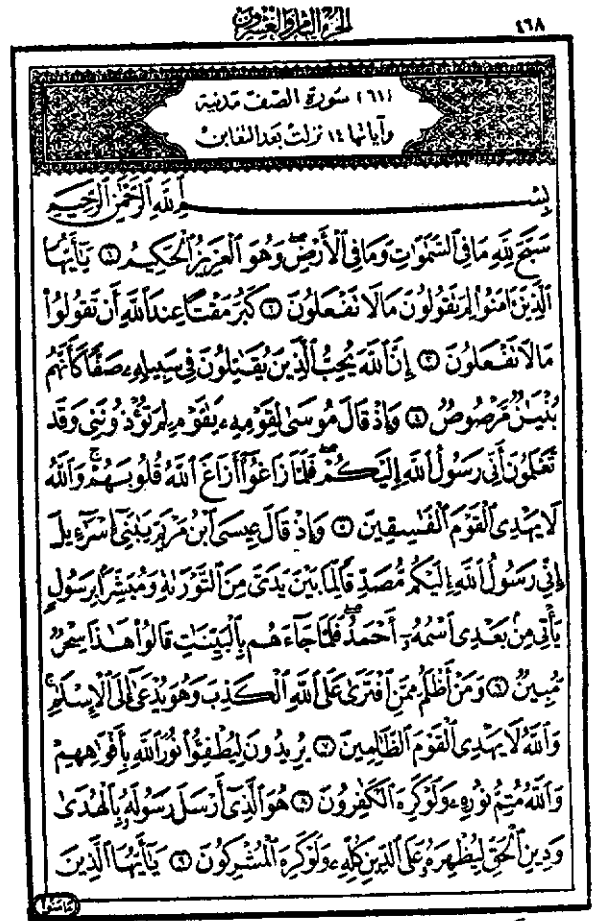 الجزء الثامن والعشرون
٤٦٨
(٦١) سورة الصف مدنية
وآياتها ١٤ نزلت بعد التغابن
بِسْمِ ٱللَّهِ ٱلرَّحْمَٰنِ ٱلرَّحِيمِ
سَبَّحَ لِلَّهِ مَا فِى ٱلسَّمَٰوَٰتِ وَمَا فِى ٱلْأَرْضِ ۖ وَهُوَ ٱلْعَزِيزُ ٱلْحَكِيمُ ١ يَٰٓأَيُّهَا
ٱلَّذِينَ ءَامَنُوا۟ لِمَ تَقُولُونَ مَا لَا تَفْعَلُونَ ٢ كَبُرَ مَقْتًا عِندَ ٱللَّهِ أَن تَقُولُوا۟
مَا لَا تَفْعَلُونَ ٣ إِنَّ ٱللَّهَ يُحِبُّ ٱلَّذِينَ يُقَٰتِلُونَ فِى سَبِيلِهِۦ صَفًّا كَأَنَّهُم
بُنْيَٰنٌ مَّرْصُوصٌ ٤ وَإِذْ قَالَ مُوسَىٰ لِقَوْمِهِۦ يَٰقَوْمِ لِمَ تُؤْذُونَنِى وَقَد
تَّعْلَمُونَ أَنِّى رَسُولُ ٱللَّهِ إِلَيْكُمْ ۖ فَلَمَّا زَاغُوٓا۟ أَزَاغَ ٱللَّهُ قُلُوبَهُمْ ۚ وَٱللَّهُ
لَا يَهْدِى ٱلْقَوْمَ ٱلْفَٰسِقِينَ ٥ وَإِذْ قَالَ عِيسَى ٱبْنُ مَرْيَمَ يَٰبَنِىٓ إِسْرَٰٓءِيلَ
إِنِّى رَسُولُ ٱللَّهِ إِلَيْكُم مُّصَدِّقًا لِّمَا بَيْنَ يَدَىَّ مِنَ ٱلتَّوْرَىٰةِ وَمُبَشِّرًۢا بِرَسُولٍ
يَأْتِى مِنۢ بَعْدِى ٱسْمُهُۥٓ أَحْمَدُ ۖ فَلَمَّا جَآءَهُم بِٱلْبَيِّنَٰتِ قَالُوا۟ هَٰذَا سِحْرٌ
مُّبِينٌ ٦ وَمَنْ أَظْلَمُ مِمَّنِ ٱفْتَرَىٰ عَلَى ٱللَّهِ ٱلْكَذِبَ وَهُوَ يُدْعَىٰٓ إِلَى ٱلْإِسْلَٰمِ ۚ
وَٱللَّهُ لَا يَهْدِى ٱلْقَوْمَ ٱلظَّٰلِمِينَ ٧ يُرِيدُونَ لِيُطْفِـُٔوا۟ نُورَ ٱللَّهِ بِأَفْوَٰهِهِمْ
وَٱللَّهُ مُتِمُّ نُورِهِۦ وَلَوْ كَرِهَ ٱلْكَٰفِرُونَ ٨ هُوَ ٱلَّذِىٓ أَرْسَلَ رَسُولَهُۥ بِٱلْهُدَىٰ
وَدِينِ ٱلْحَقِّ لِيُظْهِرَهُۥ عَلَى ٱلدِّينِ كُلِّهِۦ وَلَوْ كَرِهَ ٱلْمُشْرِكُونَ ٩ يَٰٓأَيُّهَا ٱلَّذِينَ
ءَامَنُوا۟